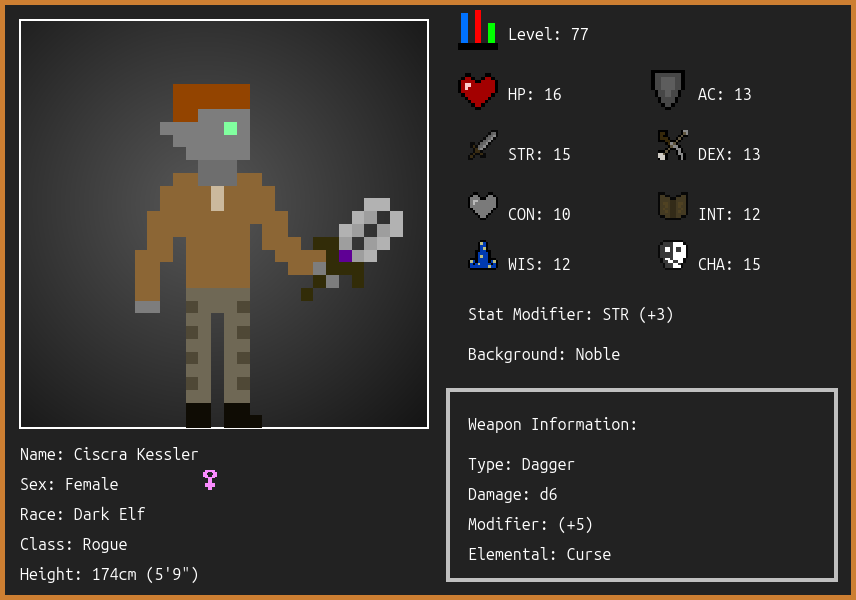 Level: 77
HP: 16
AC: 13
STR: 15
DEX: 13
CON: 10
INT: 12
WIS: 12
CHA: 15
Stat Modifier: STR (+3)
Background: Noble
Weapon Information:
Type: Dagger
Damage: d6
Modifier: (+5)
Elemental: Curse
Name: Ciscra Kessler
Sex: Female
Race: Dark Elf
Class: Rogue
Height: 174cm (5'9")